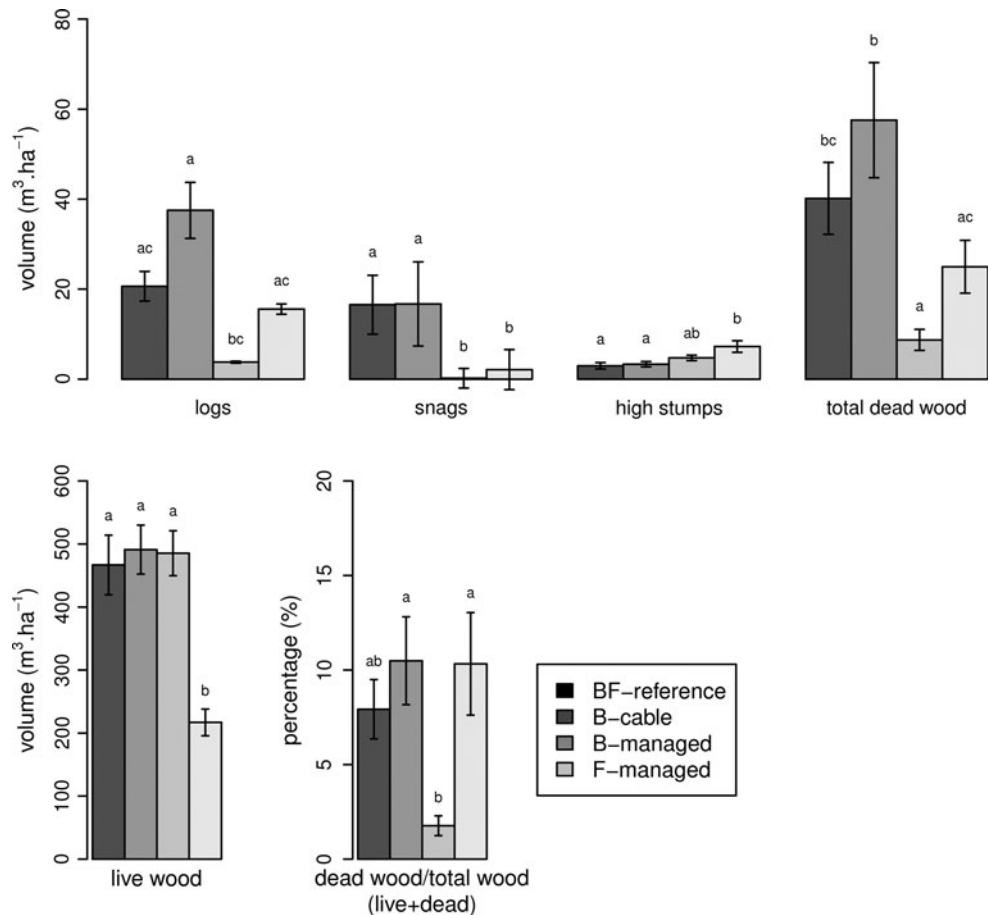 80
60
40
20
0
volume (m³.ha⁻¹)
ac
a
bc
ac
a
a
b
b
a
a
ab
b
bc
b
a
ac
logs
snags
high stumps
total dead wood
600
500
400
300
200
100
0
volume (m³.ha⁻¹)
a
a
a
b
live wood
20
15
10
5
0
percentage (%)
ab
a
b
a
dead wood/total wood
(live+dead)
BF−reference
B−cable
B−managed
F−managed